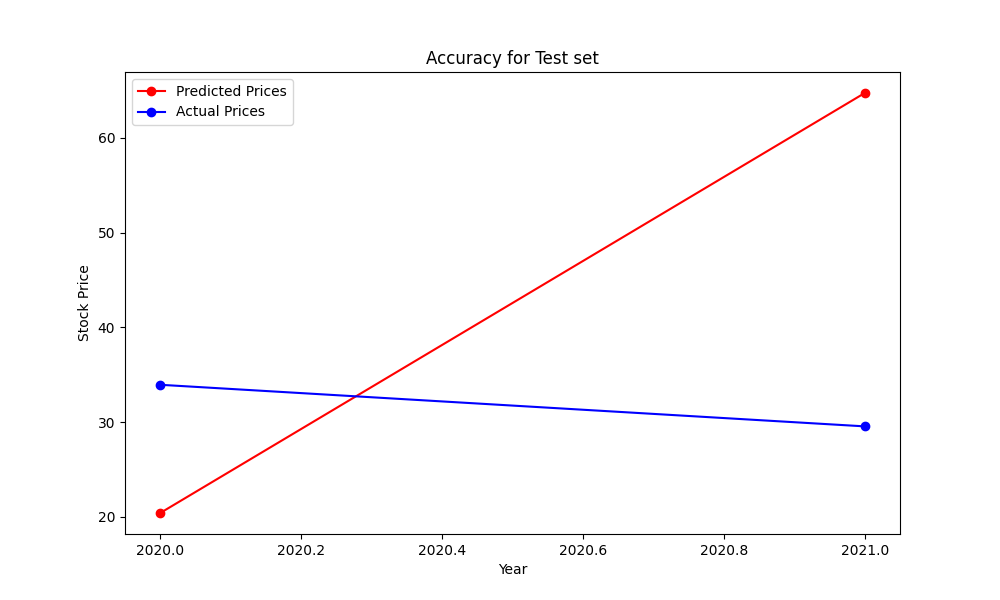 Accuracy for Test set
Predicted Prices
Actual Prices
60
50
40
30
20
Stock Price
2020.0 2020.2 2020.4 2020.6 2020.8 2021.0
Year